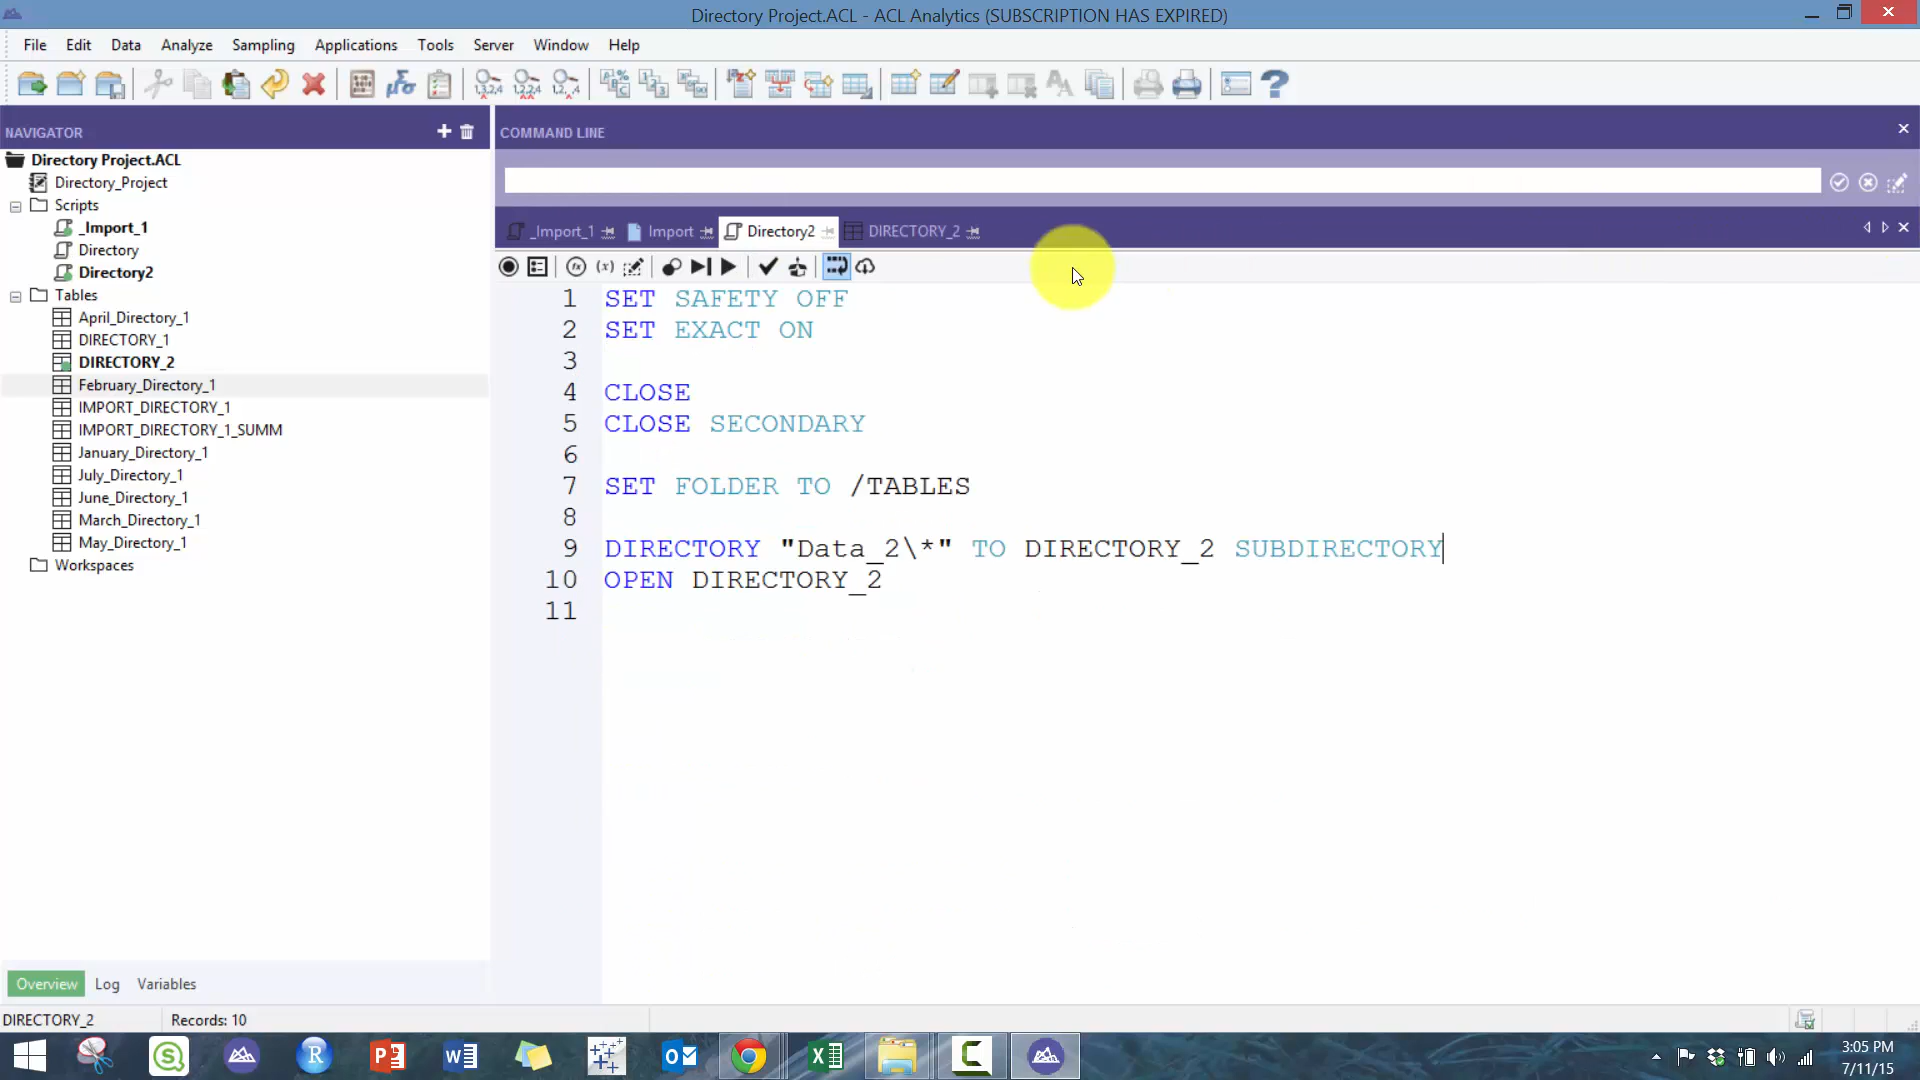 Directory Project.ACL - ACL Analytics (SUBSCRIPTION HAS EXPIRED)
File Edit Data Analyze Sampling Applications Tools Server Window Help
NAVIGATOR
Directory Project.ACL
Directory_Project
Scripts
_Import_1
Directory
Directory2
Tables
April_Directory_1
DIRECTORY_1
DIRECTORY_2
February_Directory_1
IMPORT_DIRECTORY_1
IMPORT_DIRECTORY_1_SUMM
January_Directory_1
July_Directory_1
June_Directory_1
March_Directory_1
May_Directory_1
Workspaces
Overview Log Variables
COMMAND LINE
_Import_1 Import Directory2 DIRECTORY_2
1 SET SAFETY OFF
2 SET EXACT ON
3
4 CLOSE
5 CLOSE SECONDARY
6
7 SET FOLDER TO /TABLES
8
9 DIRECTORY "Data_2\*" TO DIRECTORY_2 SUBDIRECTORY
10 OPEN DIRECTORY_2
11
DIRECTORY_2 Records: 10
3:05 PM
7/11/15